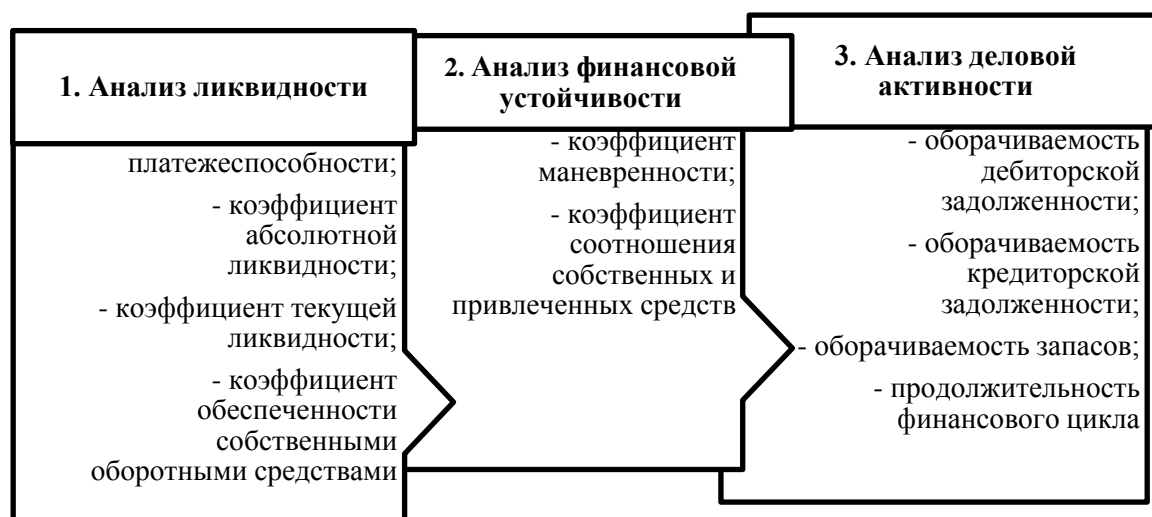 1. Анализ ликвидности
платежеспособности;
- коэффициент
абсолютной
ликвидности;
- коэффициент текущей
ликвидности;
- коэффициент
обеспеченности
собственными
оборотными средствами
2. Анализ финансовой
устойчивости
- коэффициент
маневренности;
- коэффициент
соотношения
собственных и
привлеченных средств
3. Анализ деловой
активности
- оборачиваемость
дебиторской
задолженности;
- оборачиваемость
кредиторской
задолженности;
- оборачиваемость запасов;
- продолжительность
финансового цикла